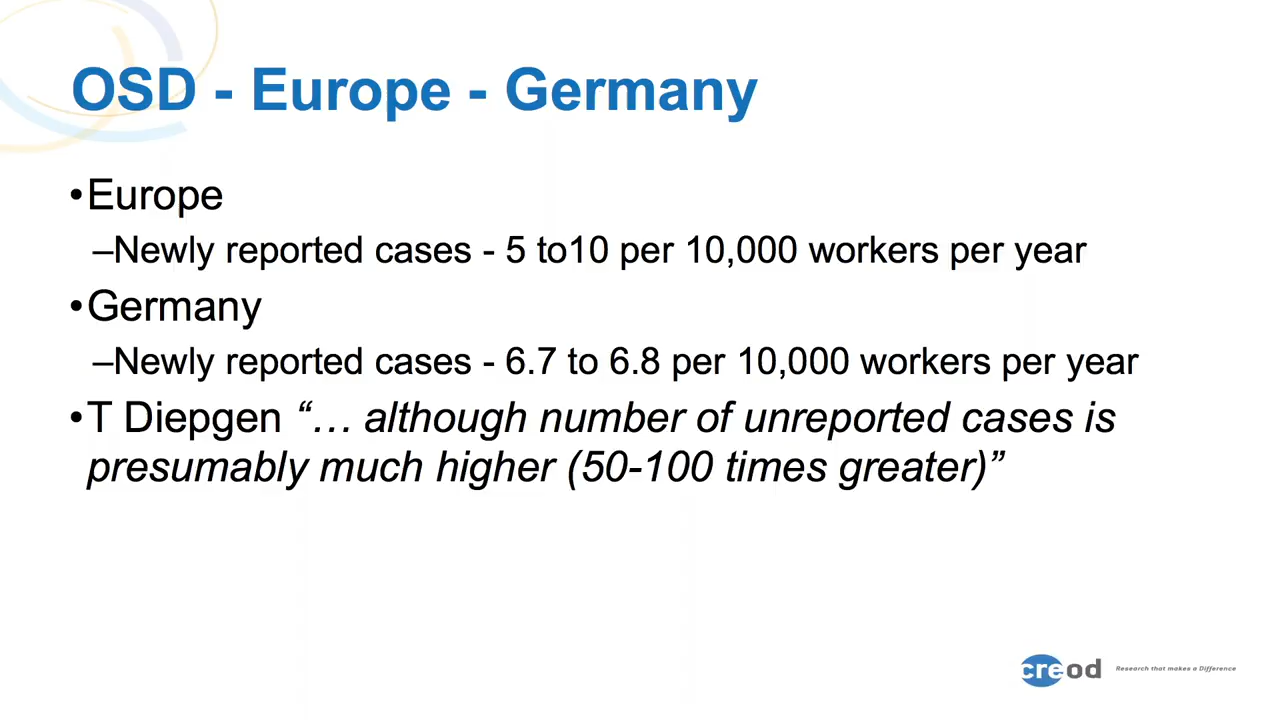 OSD - Europe - Germany
•Europe
–Newly reported cases - 5 to10 per 10,000 workers per year
•Germany
–Newly reported cases - 6.7 to 6.8 per 10,000 workers per year
•T Diepgen “… although number of unreported cases is
presumably much higher (50-100 times greater)”
creod
Research that makes a Difference